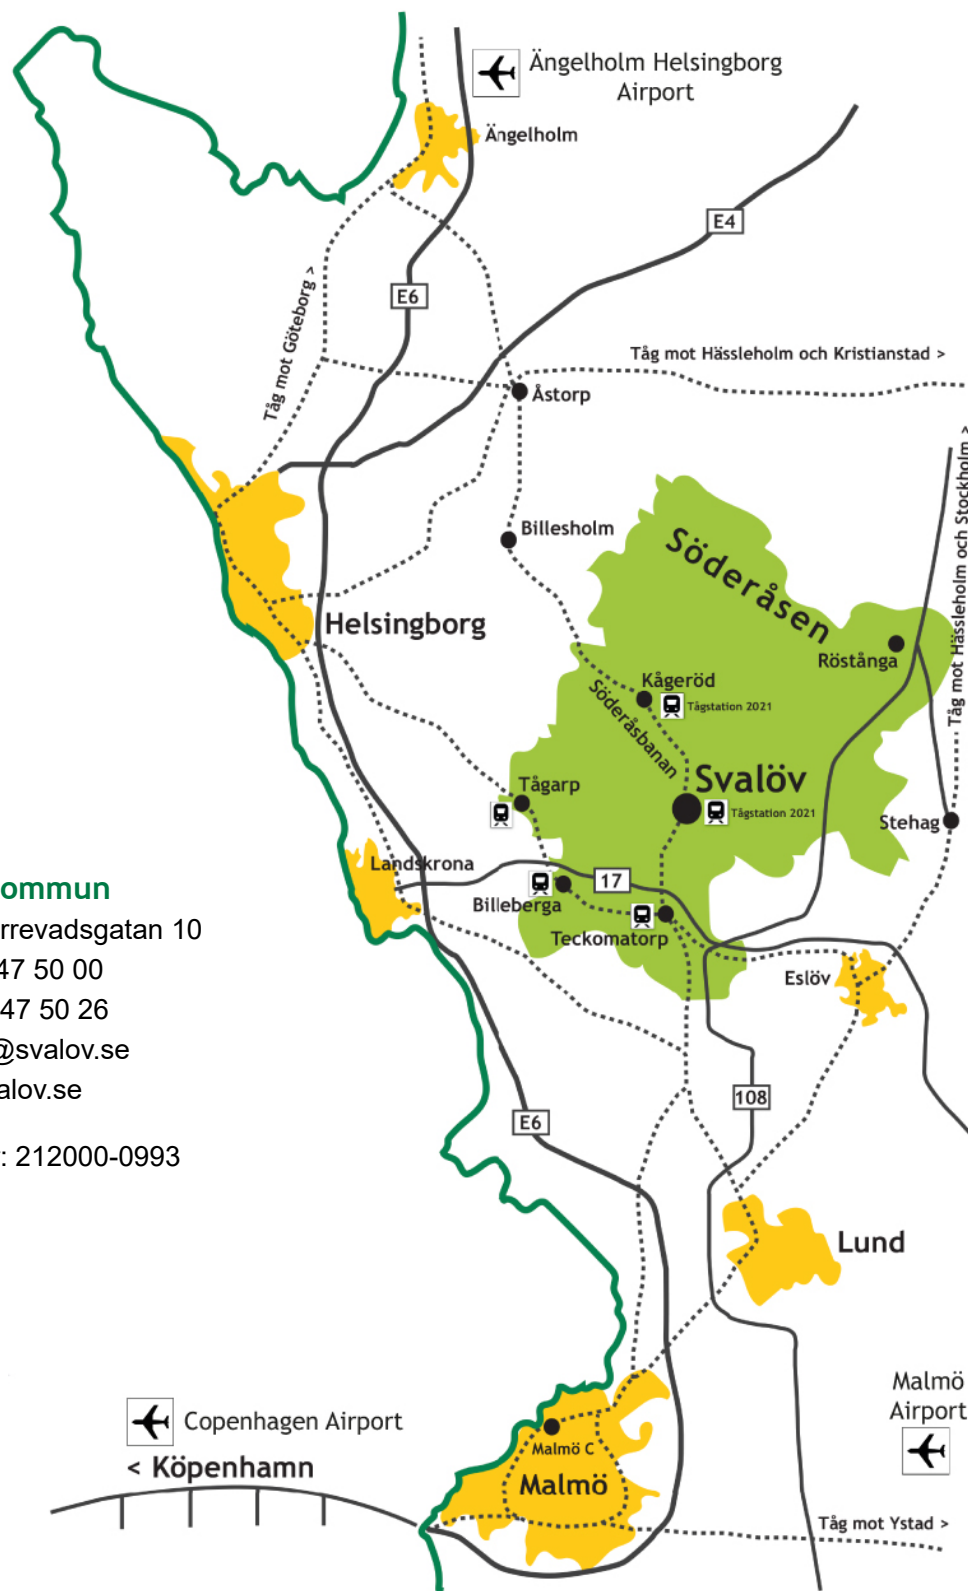 Ängelholm Helsingborg
Airport
Ängelholm
E4
E6
Tåg mot Göteborg >
Tåg mot Hässleholm och Kristianstad >
Åstorp
Tåg mot Hässleholm och Stockholm >
Billesholm
Söderåsen
Helsingborg
Röstånga
Kågeröd
Tågstation 2021
Söderåsbanan
Svalöv
Tågstation 2021
Tågarp
Stehag
Landskrona
17
Billeberga
Teckomatorp
Eslöv
ommun
rrevadsgatan 10
47 50 00
47 50 26
@svalov.se
alov.se
: 212000-0993
108
E6
Lund
Malmö
Airport
Copenhagen Airport
< Köpenhamn
Malmö C
Malmö
Tåg mot Ystad >